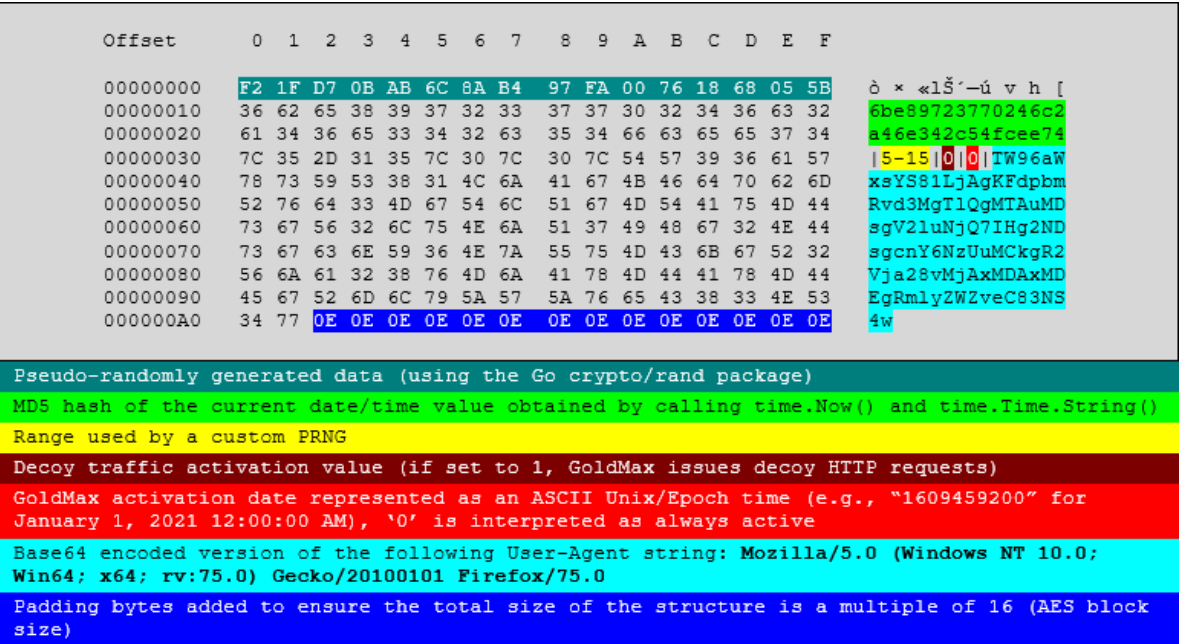 Offset 0 1 2 3 4 5 6 7 8 9 A B C D E F
00000000 F2 1F D7 0B AB 6C 8A B4 97 FA 00 76 18 68 05 5B ò × «lŠ´—ú v h [
00000010 36 62 65 38 39 37 32 33 37 37 30 32 34 36 63 32 6be89723770246c2
00000020 61 34 36 65 33 34 32 63 35 34 66 63 65 65 37 34 a46e342c54fcee74
00000030 7C 35 2D 31 35 7C 30 7C 30 7C 54 57 39 36 61 57 |5-15|0|0|TW96aW
00000040 78 73 59 53 38 31 4C 6A 41 67 4B 46 64 70 62 6D xsYS81LjAgKFdpbm
00000050 52 76 64 33 4D 67 54 6C 51 67 4D 54 41 75 4D 44 Rvd3MgTlQgMTAuMD
00000060 73 67 56 32 6C 75 4E 6A 51 37 49 48 67 32 4E 44 sgV2luNjQ7IHg2ND
00000070 73 67 63 6E 59 36 4E 7A 55 75 4D 43 6B 67 52 32 sgcnY6NzUuMCkgR2
00000080 56 6A 61 32 38 76 4D 6A 41 78 4D 44 41 78 4D 44 Vja28vMjAxMDAxMD
00000090 45 67 52 6D 6C 79 5A 57 5A 76 65 43 38 33 4E 53 EgRmlyZWZveC83NS
000000A0 34 77 0E 0E 0E 0E 0E 0E 0E 0E 0E 0E 0E 0E 0E 0E 4w
Pseudo-randomly generated data (using the Go crypto/rand package)
MD5 hash of the current date/time value obtained by calling time.Now() and time.Time.String()
Range used by a custom PRNG
Decoy traffic activation value (if set to 1, GoldMax issues decoy HTTP requests)
GoldMax activation date represented as an ASCII Unix/Epoch time (e.g., “1609459200” for
January 1, 2021 12:00:00 AM), ‘0’ is interpreted as always active
Base64 encoded version of the following User-Agent string: Mozilla/5.0 (Windows NT 10.0;
Win64; x64; rv:75.0) Gecko/20100101 Firefox/75.0
Padding bytes added to ensure the total size of the structure is a multiple of 16 (AES block
size)